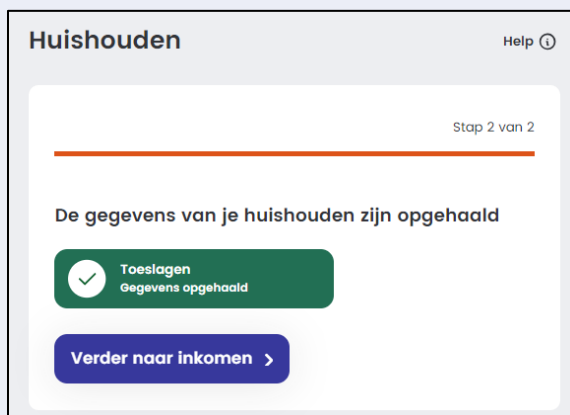 Huishouden
Help
Stap 2 van 2
De gegevens van je huishouden zijn opgehaald
Toeslagen
Gegevens opgehaald
Verder naar inkomen